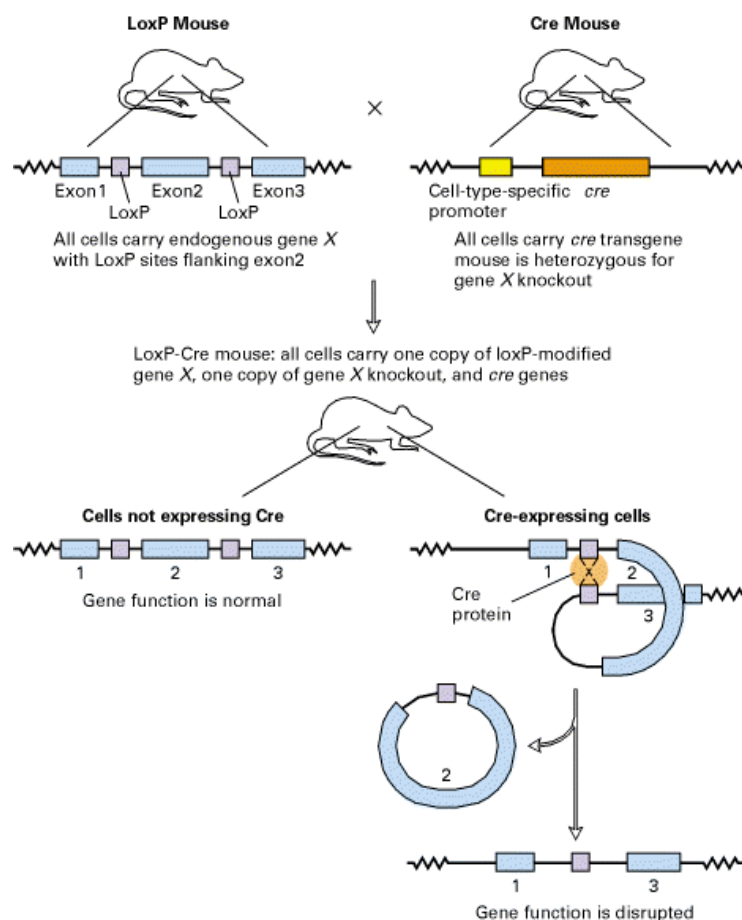 LoxP Mouse
Cre Mouse
×
Exon1
Exon2
Exon3
LoxP
LoxP
Cell-type-specific cre
promoter
All cells carry endogenous gene X
with LoxP sites flanking exon2
All cells carry cre transgene
mouse is heterozygous for
gene X knockout
LoxP-Cre mouse: all cells carry one copy of loxP-modified
gene X, one copy of gene X knockout, and cre genes
Cells not expressing Cre
1
2
3
Gene function is normal
Cre-expressing cells
1
2
x
Cre
protein
3
2
1
3
Gene function is disrupted